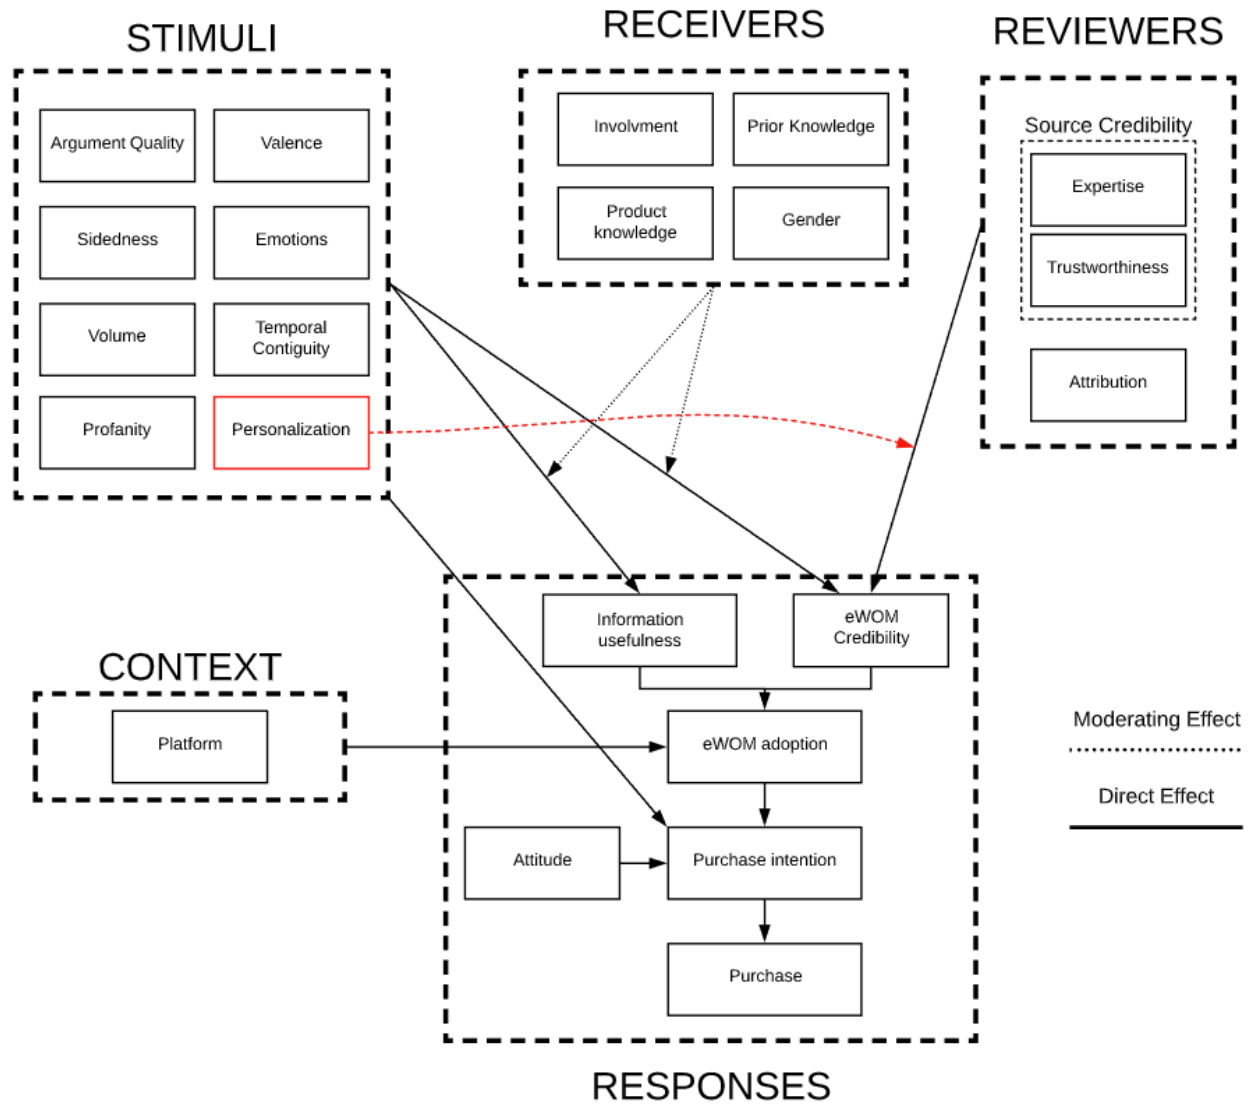 STIMULI
Argument Quality
Valence
Sidedness
Emotions
Volume
Temporal
Contiguity
Profanity
Personalization
RECEIVERS
Involvment
Prior Knowledge
Product
knowledge
Gender
REVIEWERS
Source Credibility
Expertise
Trustworthiness
Attribution
CONTEXT
Platform
Information
usefulness
eWOM
Credibility
eWOM adoption
Attitude
Purchase intention
Purchase
RESPONSES
Moderating Effect
Direct Effect